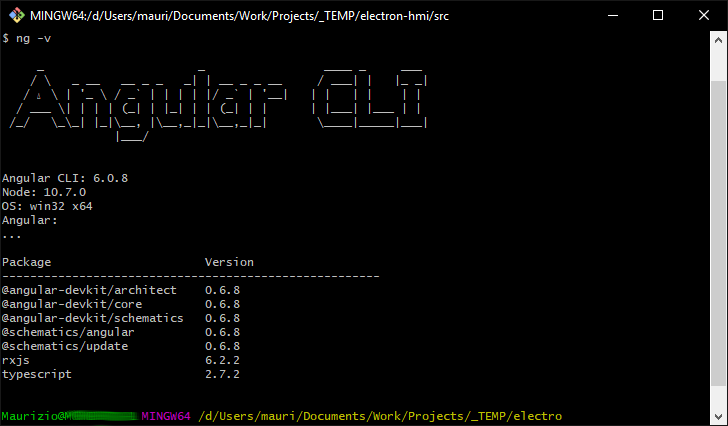 MINGW64:/d/Users/mauri/Documents/Work/Projects/_TEMP/electron-hmi/src
$ ng -v
Angular CLI
Angular CLI: 6.0.8
Node: 10.7.0
OS: win32 x64
Angular:
...
Package Version
------------------------------------------------------
@angular-devkit/architect 0.6.8
@angular-devkit/core 0.6.8
@angular-devkit/schematics 0.6.8
@schematics/angular 0.6.8
@schematics/update 0.6.8
rxjs 6.2.2
typescript 2.7.2
Maurizio@ MINGW64 /d/Users/mauri/Documents/Work/Projects/_TEMP/electro